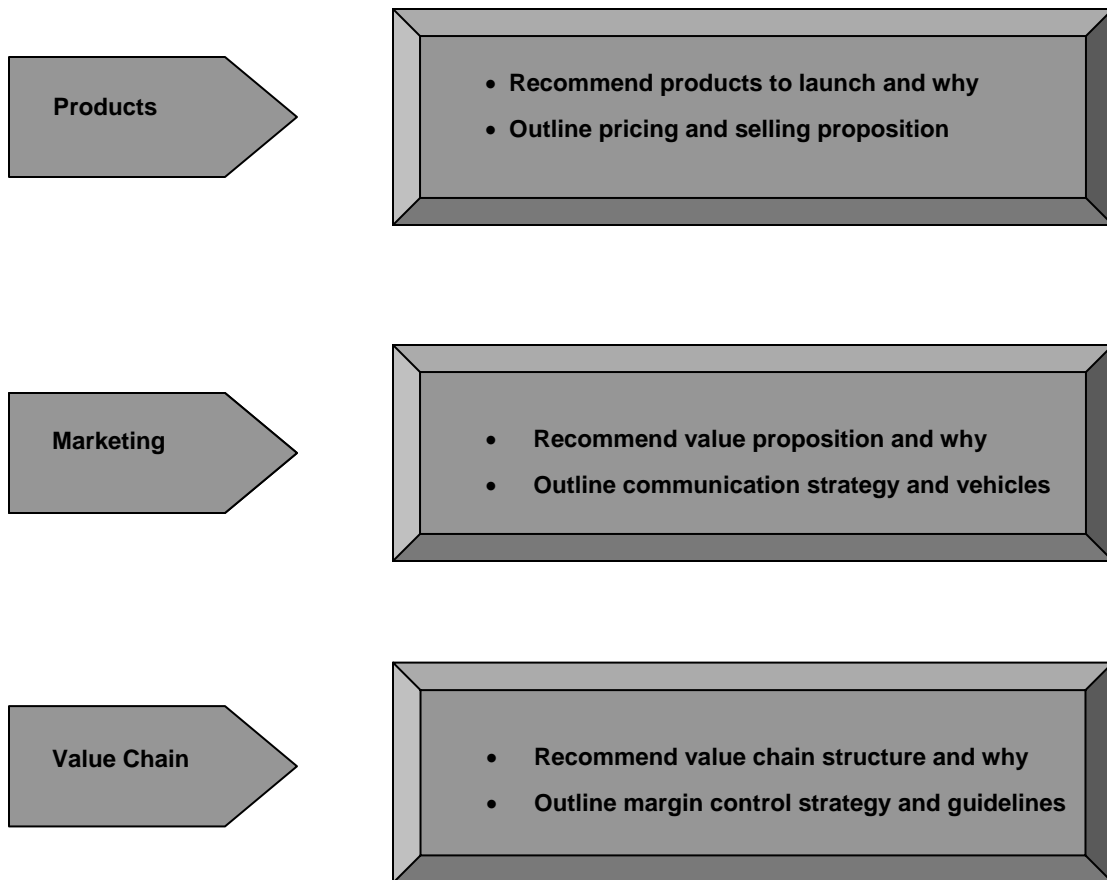 Products
• Recommend products to launch and why
• Outline pricing and selling proposition
Marketing
• Recommend value proposition and why
• Outline communication strategy and vehicles
Value Chain
• Recommend value chain structure and why
• Outline margin control strategy and guidelines